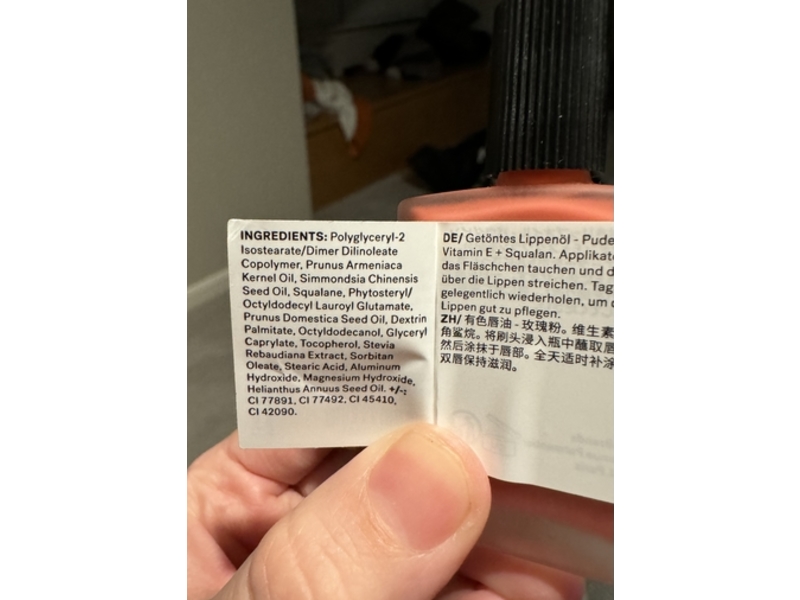 INGREDIENTS: Polyglyceryl-2
Isostearate/Dimer Dilinoleate
Copolymer, Prunus Armeniaca
Kernel Oil, Simmondsia Chinensis
Seed Oil, Squalane, Phytosteryl/
Octyldodecyl Lauroyl Glutamate,
Prunus Domestica Seed Oil, Dextrin
Palmitate, Octyldodecanol, Glyceryl
Caprylate, Tocopherol, Stevia
Rebaudiana Extract, Sorbitan
Oleate, Stearic Acid, Aluminum
Hydroxide, Magnesium Hydroxide,
Helianthus Annuus Seed Oil. +/-:
CI 77891, CI 77492, CI 45410,
CI 42090.
DE/ Getöntes Lippenöl - Pude
Vitamin E + Squalan. Applikato
das Fläschchen tauchen und d
über die Lippen streichen. Tag
gelegentlich wiederholen, um d
Lippen gut zu pflegen.
ZH/ 有色唇油 - 玫瑰粉。维生素
角鲨烷。将刷头浸入瓶中蘸取唇
然后涂抹于唇部。全天适时补涂
双唇保持滋润。